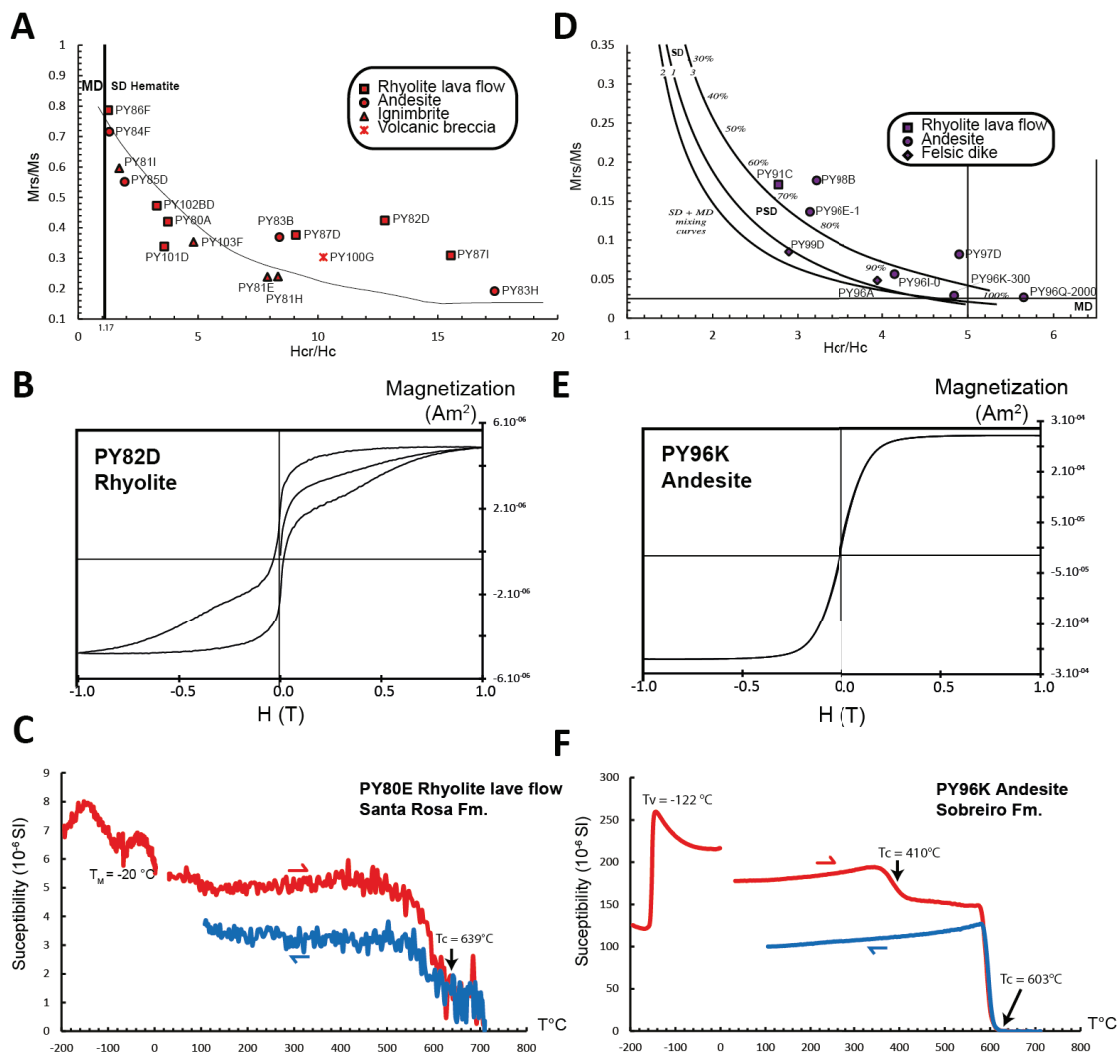 A
Mrs/Ms
1
0.9
0.8
0.7
0.6
0.5
0.4
0.3
0.2
0.1
MD
SD Hematite
Rhyolite lava flow
Andesite
Ignimbrite
Volcanic breccia
PY86F
PY84F
PY81I
PY85D
PY102BD
PY80A
PY101D
PY103F
PY83B
PY87D
PY82D
PY100G
PY87I
PY81E
PY81H
PY83H
0
1.17
5
10
15
20
Hcr/Hc
D
Mrs/Ms
0.35
0.3
0.25
0.2
0.15
0.1
0.05
0
SD
2
1
3
30%
40%
50%
60%
70%
80%
90%
100%
Rhyolite lava flow
Andesite
Felsic dike
PY91C
PY98B
PY96E-1
PSD
SD + MD
mixing
curves
PY99D
PY97D
PY96I-0
PY96K-300
PY96A
PY96Q-2000
MD
1
2
3
4
5
6
Hcr/Hc
B
Magnetization
(Am²)
PY82D
Rhyolite
6.10⁻⁰⁶
2.10⁻⁰⁶
-2.10⁻⁰⁶
-6.10⁻⁰⁶
-1.0
-0.5
0.0
0.5
1.0
H (T)
E
Magnetization
(Am²)
PY96K
Andesite
3.10⁻⁰⁴
2.10⁻⁰⁴
5.10⁻⁰⁵
-5.10⁻⁰⁵
-2.10⁻⁰⁴
-3.10⁻⁰⁴
-1.0
-0.5
0.0
0.5
1.0
H (T)
C
Suceptibility (10⁻⁶ SI)
9
8
7
6
5
4
3
2
1
0
PY80E Rhyolite lave flow
Santa Rosa Fm.
T_M = -20 °C
Tc = 639°C
T°C
-200
-100
0
100
200
300
400
500
600
700
800
F
Suceptibility (10⁻⁶ SI)
300
250
200
150
100
50
0
PY96K Andesite
Sobreiro Fm.
Tv = -122 °C
Tc = 410°C
Tc = 603°C
T°C
-200
-100
0
100
200
300
400
500
600
700
800